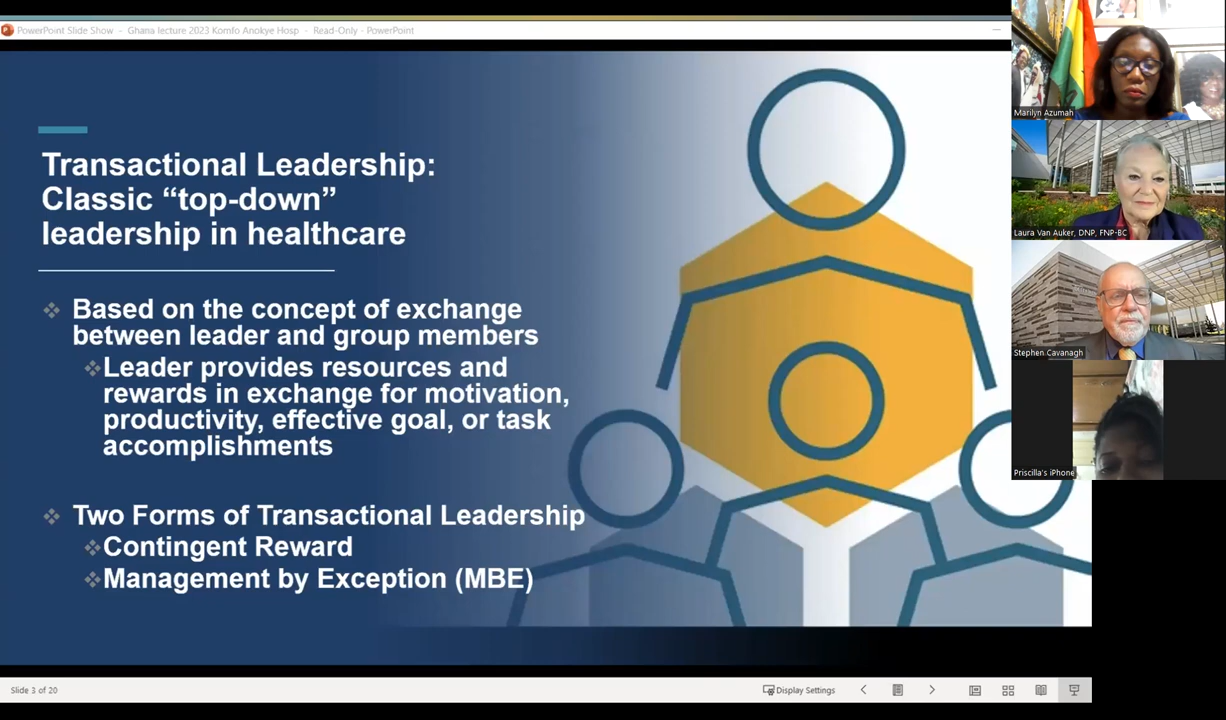 PowerPoint Slide Show - Ghana lecture 2023 Komfo Anokye Hosp - Read-Only - PowerPoint
Transactional Leadership:
Classic “top-down”
leadership in healthcare
Based on the concept of exchange
between leader and group members
Leader provides resources and
rewards in exchange for motivation,
productivity, effective goal, or task
accomplishments
Two Forms of Transactional Leadership
Contingent Reward
Management by Exception (MBE)
Marilyn Azumah
Laura Van Auker, DNP, FNP-BC
Stephen Cavanagh
Priscilla's iPhone
Slide 3 of 20
Display Settings